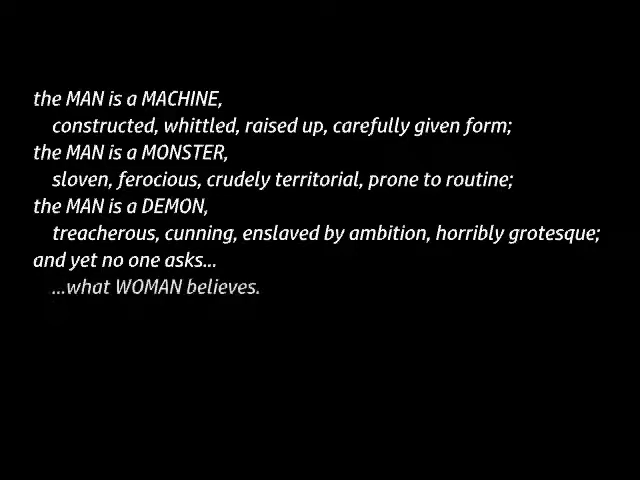 the MAN is a MACHINE,
constructed, whittled, raised up, carefully given form;
the MAN is a MONSTER,
sloven, ferocious, crudely territorial, prone to routine;
the MAN is a DEMON,
treacherous, cunning, enslaved by ambition, horribly grotesque;
and yet no one asks...
...what WOMAN believes.